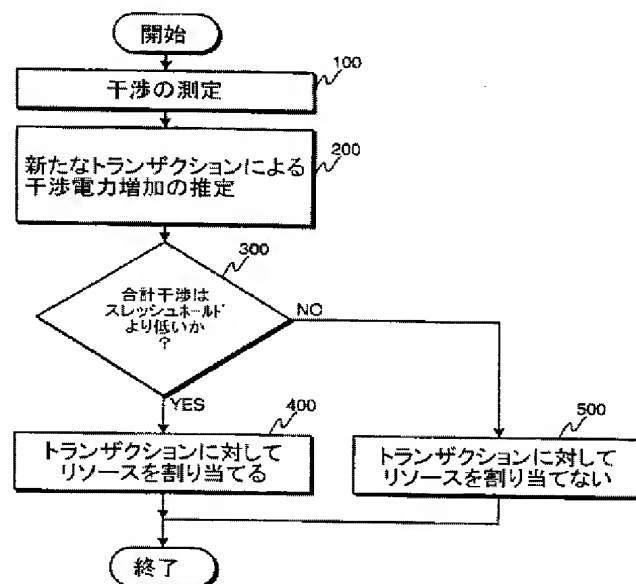 開始
100
干渉の測定
200
新たなトランザクションによる
干渉電力増加の推定
300
合計干渉は
スレッシュホールド
より低いか
?
NO
YES
400
トランザクションに対して
リソースを割り当てる
500
トランザクションに対して
リソースを割り当てない
終了